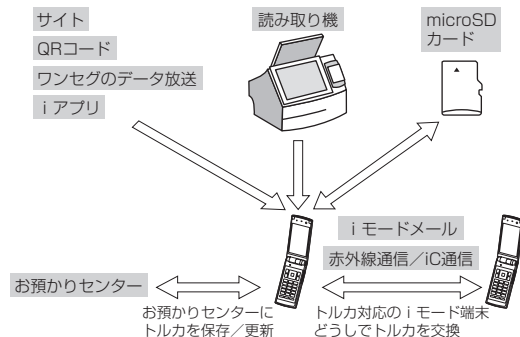 サイト
QRコード
ワンセグのデータ放送
ｉアプリ
読み取り機
microSD
カード
ｉモードメール
赤外線通信／iC通信
お預かりセンター
お預かりセンターに
トルカを保存／更新
トルカ対応のｉモード端末
どうしでトルカを交換